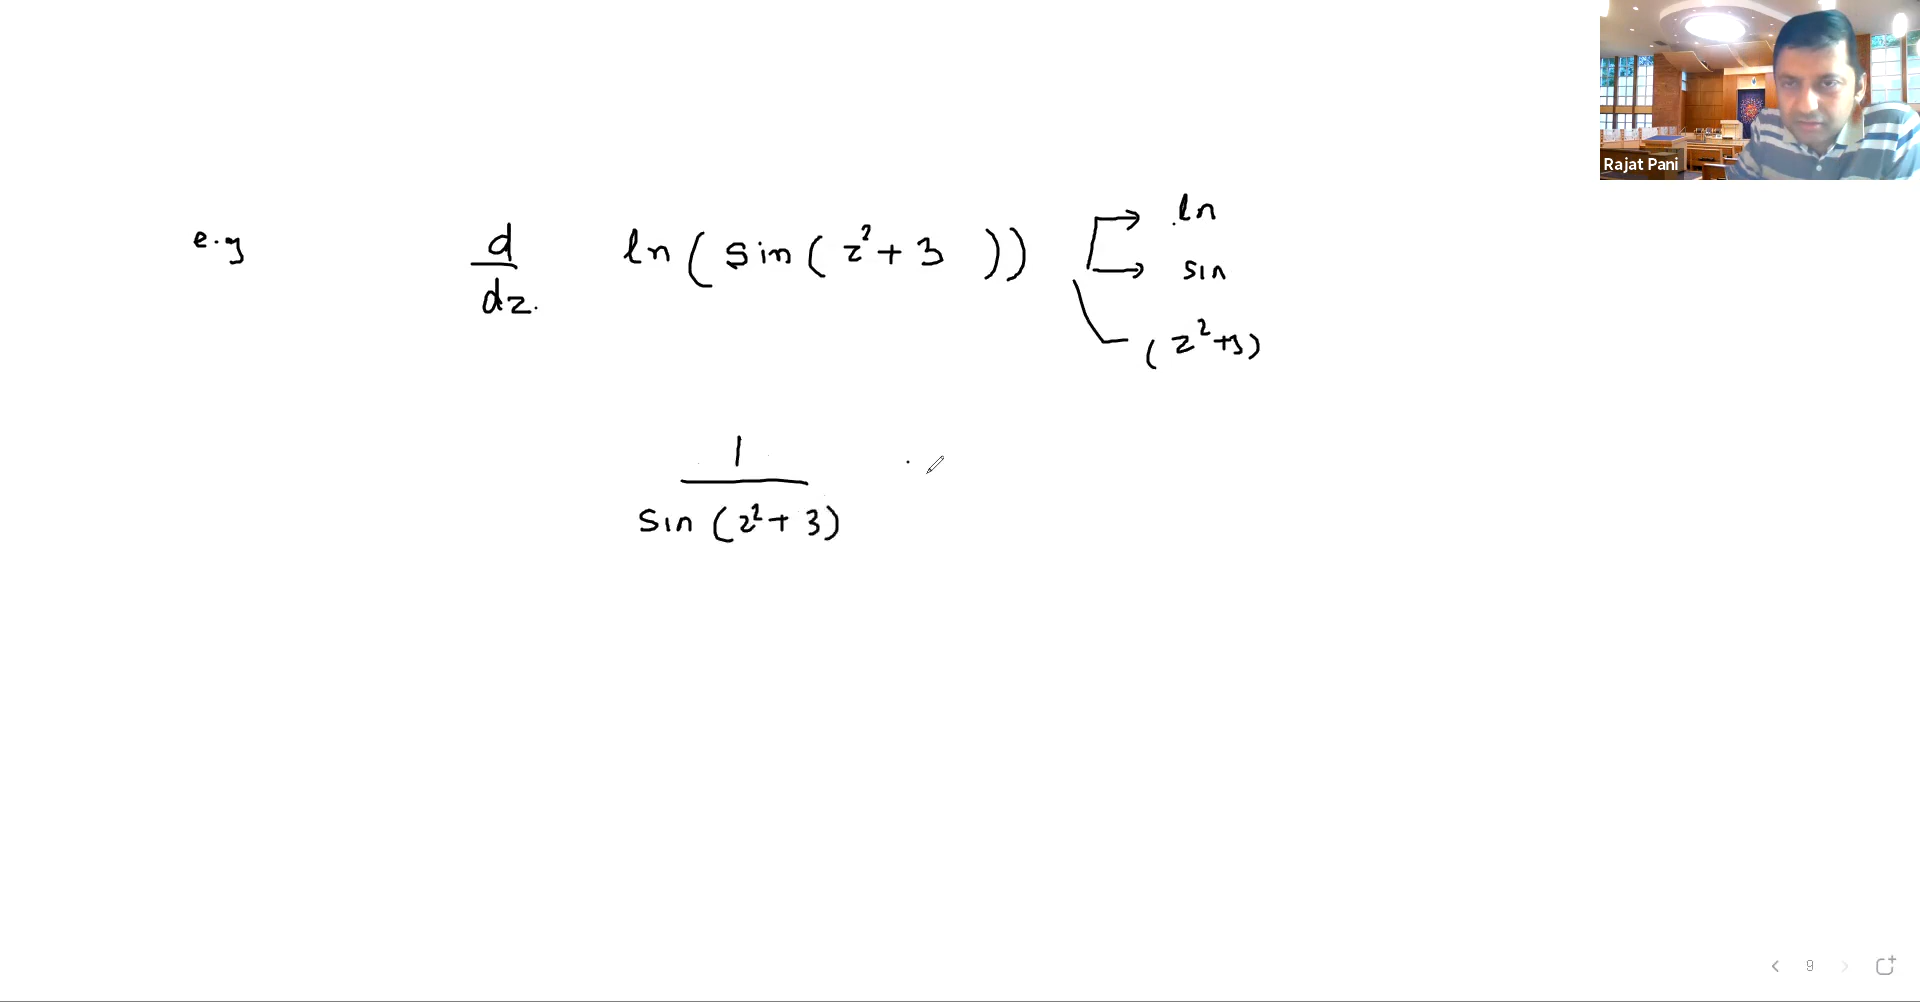 Rajat Pani
e.g d/dz. ln(sin(z²+3)) ln
sin
(z²+3)
1
sin(z²+3) ·
9